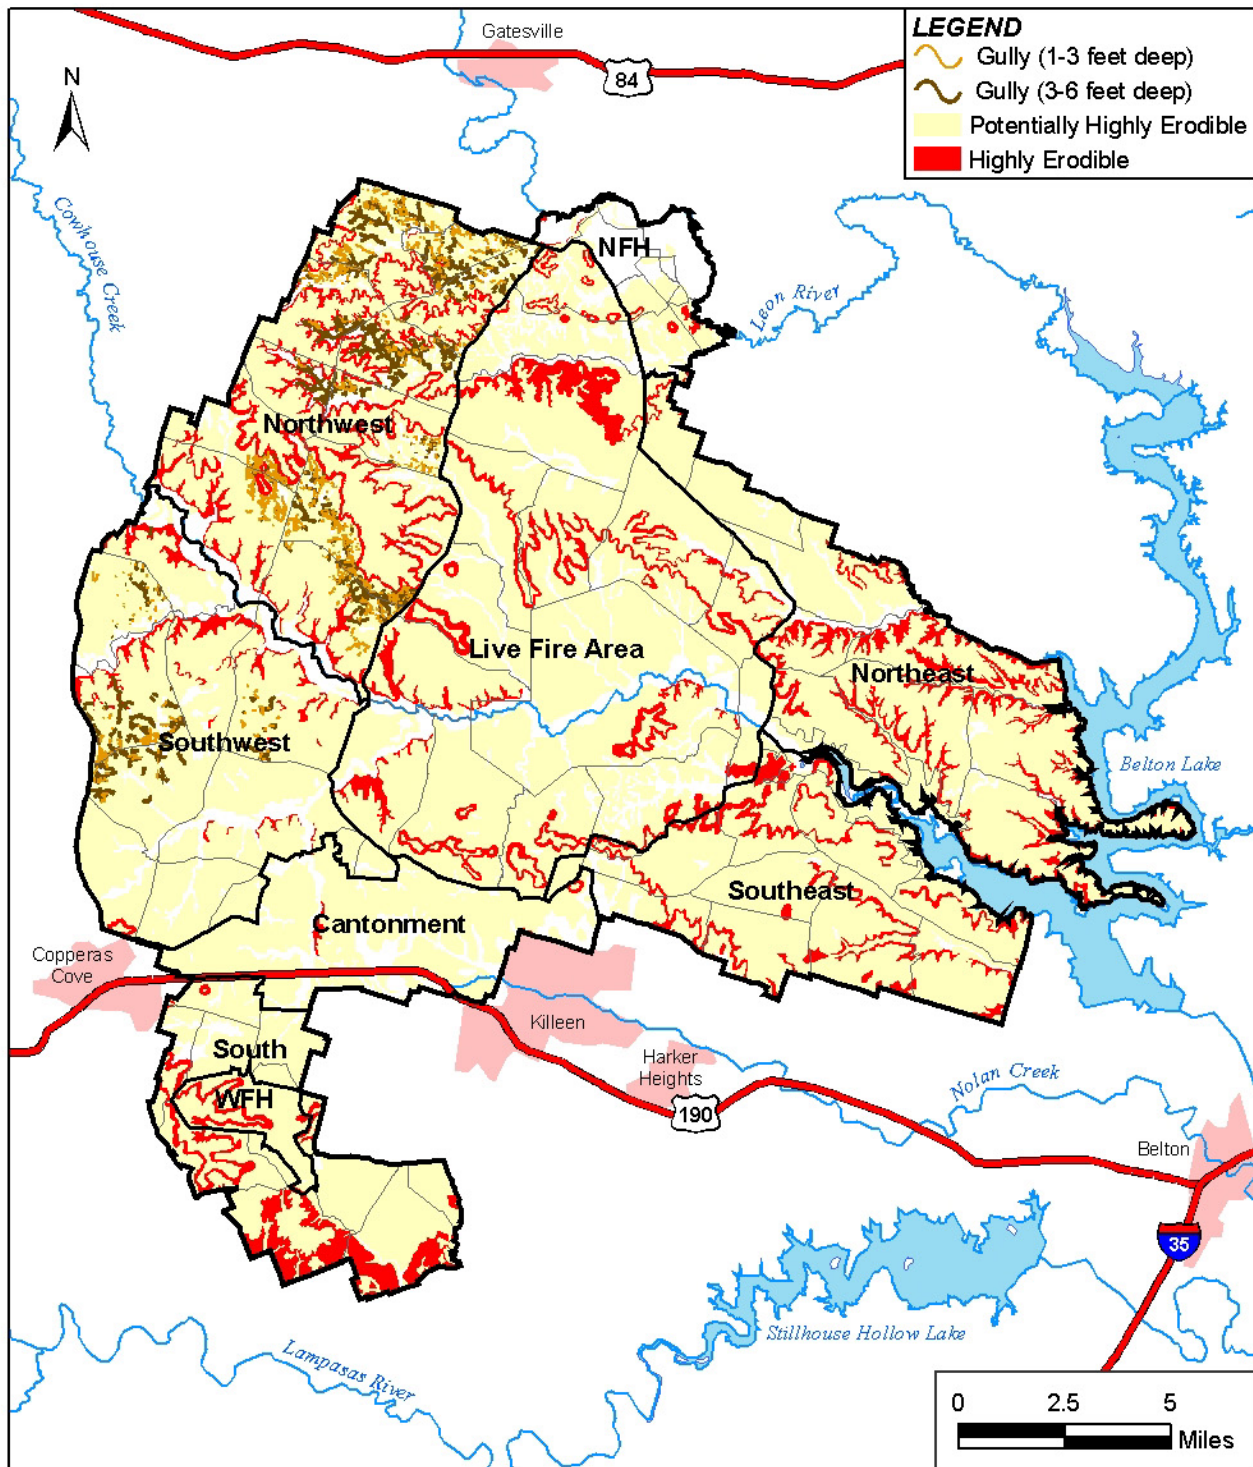 Gatesville
84
LEGEND
Gully (1-3 feet deep)
Gully (3-6 feet deep)
Potentially Highly Erodible
Highly Erodible
N
Cowhouse Creek
NFH
Leon River
Northwest
Live Fire Area
Northeast
Southwest
Belton Lake
Southeast
Cantonment
Copperas
Cove
Killeen
South
Harker
Heights
WFH
190
Nolan Creek
Belton
35
Stillhouse Hollow Lake
Lampasas River
0 2.5 5
Miles